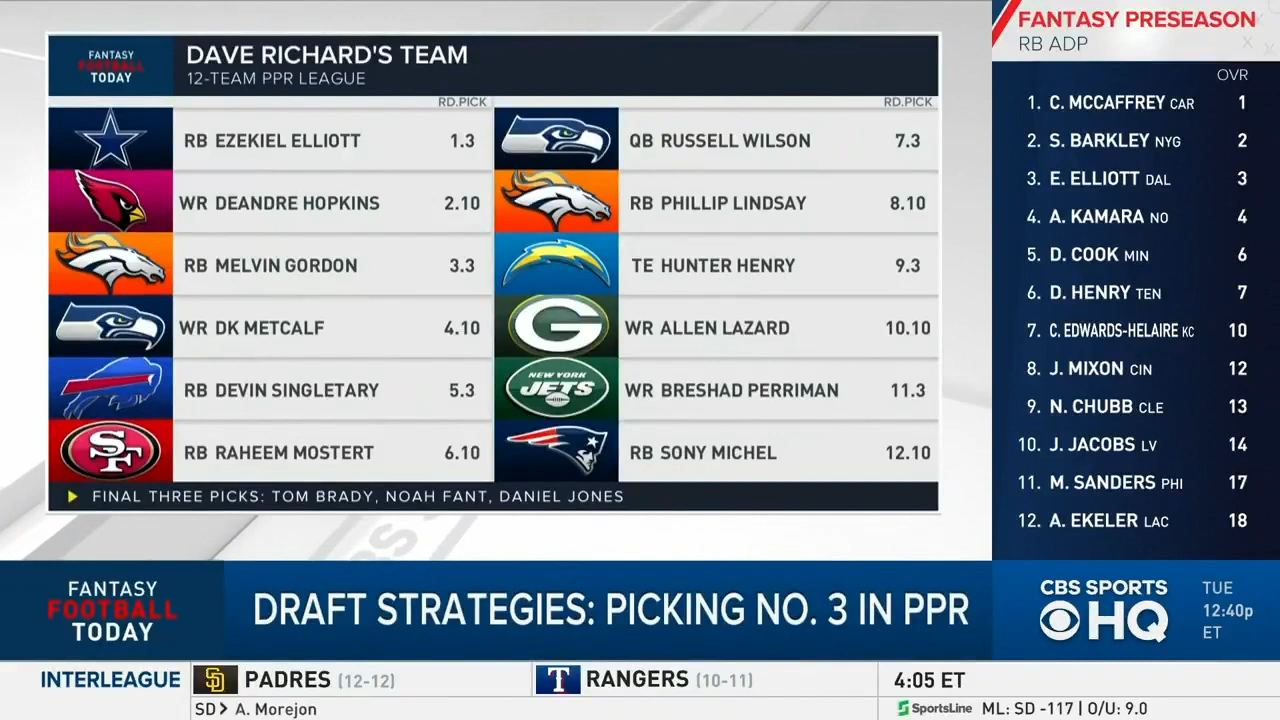 FANTASY
FOOTBALL
TODAY
DAVE RICHARD'S TEAM
12-TEAM PPR LEAGUE
RD.PICK
RB EZEKIEL ELLIOTT 1.3
WR DEANDRE HOPKINS 2.10
RB MELVIN GORDON 3.3
WR DK METCALF 4.10
RB DEVIN SINGLETARY 5.3
SF
RB RAHEEM MOSTERT 6.10
RD.PICK
QB RUSSELL WILSON 7.3
RB PHILLIP LINDSAY 8.10
TE HUNTER HENRY 9.3
G
WR ALLEN LAZARD 10.10
NEW YORK
JETS
WR BRESHAD PERRIMAN 11.3
RB SONY MICHEL 12.10
FINAL THREE PICKS: TOM BRADY, NOAH FANT, DANIEL JONES
FANTASY PRESEASON
RB ADP
OVR
1. C. MCCAFFREY CAR 1
2. S. BARKLEY NYG 2
3. E. ELLIOTT DAL 3
4. A. KAMARA NO 4
5. D. COOK MIN 6
6. D. HENRY TEN 7
7. C. EDWARDS-HELAIRE KC 10
8. J. MIXON CIN 12
9. N. CHUBB CLE 13
10. J. JACOBS LV 14
11. M. SANDERS PHI 17
12. A. EKELER LAC 18
FANTASY
FOOTBALL
TODAY
DRAFT STRATEGIES: PICKING NO. 3 IN PPR
CBS SPORTS
HQ
TUE
12:40p
ET
INTERLEAGUE
SD PADRES (12-12)
T RANGERS (10-11)
4:05 ET
SD> A. Morejon
SportsLine ML: SD -117 | O/U: 9.0